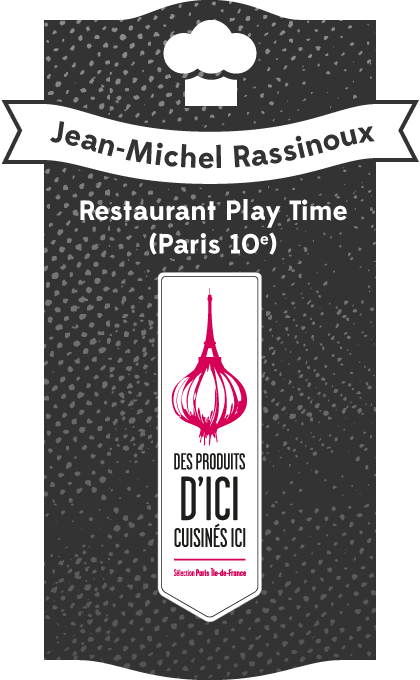 Jean-Michel Rassinoux
Restaurant Play Time
(Paris 10e)
DES PRODUITS
D'ICI
CUISINÉS ICI
Sélection Paris Île-de-France